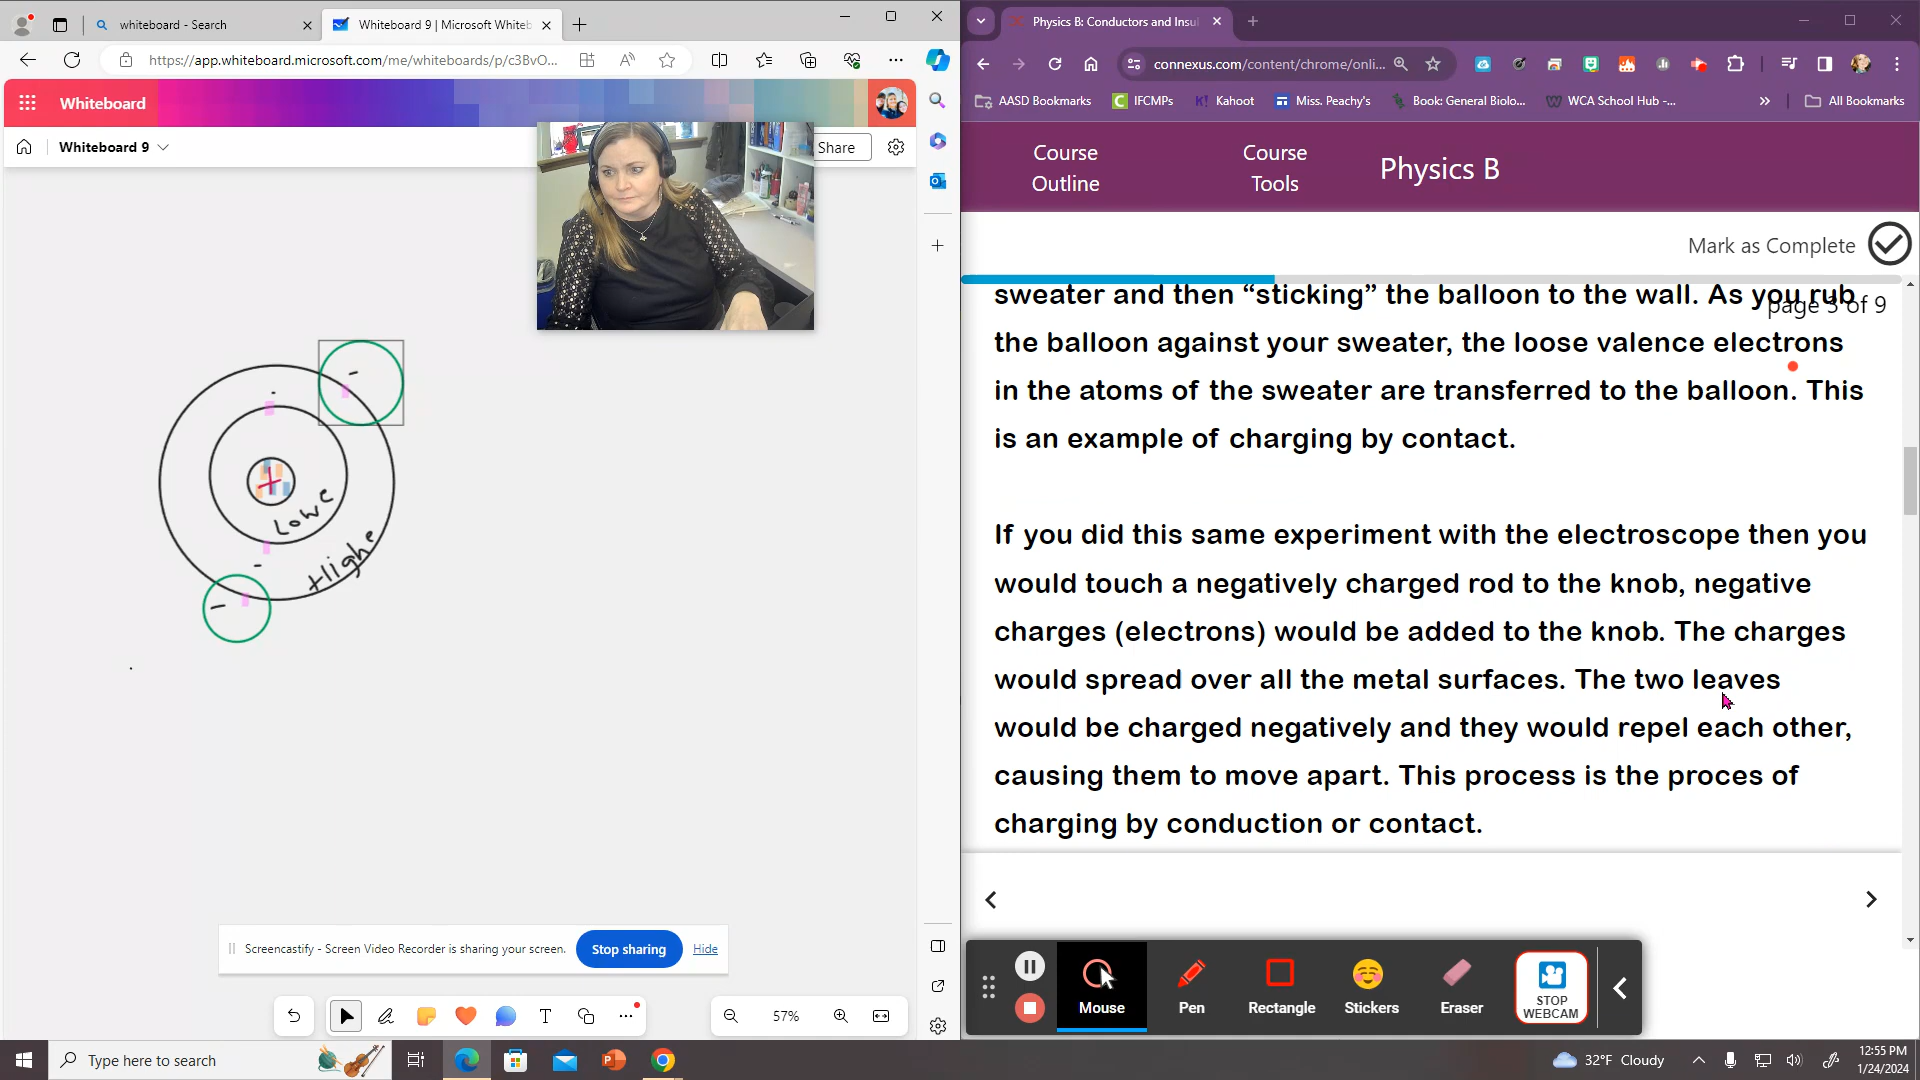 whiteboard - Search
Whiteboard 9 | Microsoft Whiteb
https://app.whiteboard.microsoft.com/me/whiteboards/p/c3BvO...
Whiteboard
Whiteboard 9
Share
Lowe
Highe
Screencastify - Screen Video Recorder is sharing your screen.
Stop sharing
Hide
57%
Physics B: Conductors and Insul
connexus.com/content/chrome/onli...
AASD Bookmarks
IFCMPs
Kahoot
Miss. Peachy's
Book: General Biolo...
WCA School Hub -...
All Bookmarks
Course Outline
Course Tools
Physics B
Mark as Complete
page 3 of 9
sweater and then “sticking” the balloon to the wall. As you rub
the balloon against your sweater, the loose valence electrons
in the atoms of the sweater are transferred to the balloon. This
is an example of charging by contact.
If you did this same experiment with the electroscope then you
would touch a negatively charged rod to the knob, negative
charges (electrons) would be added to the knob. The charges
would spread over all the metal surfaces. The two leaves
would be charged negatively and they would repel each other,
causing them to move apart. This process is the proces of
charging by conduction or contact.
Mouse
Pen
Rectangle
Stickers
Eraser
STOP
WEBCAM
Type here to search
32°F Cloudy
12:55 PM
1/24/2024